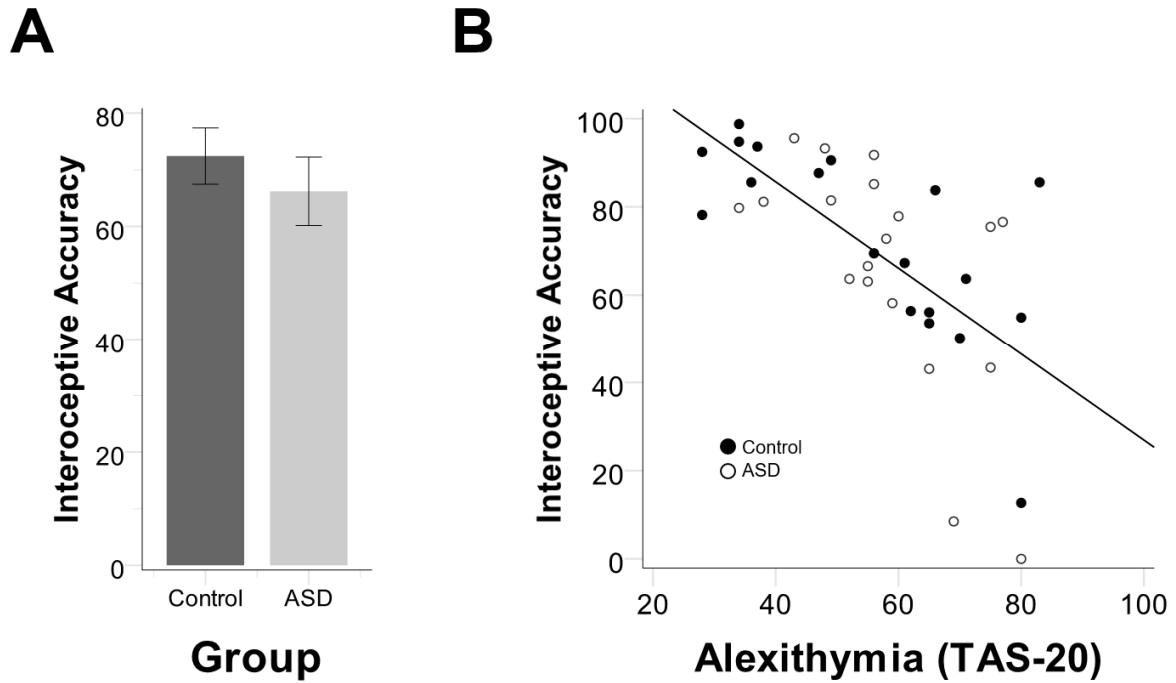 A
B
80
60
40
20
0
Interoceptive Accuracy
Control
ASD
Group
100
80
60
40
20
0
Interoceptive Accuracy
Control
ASD
20
40
60
80
100
Alexithymia (TAS-20)